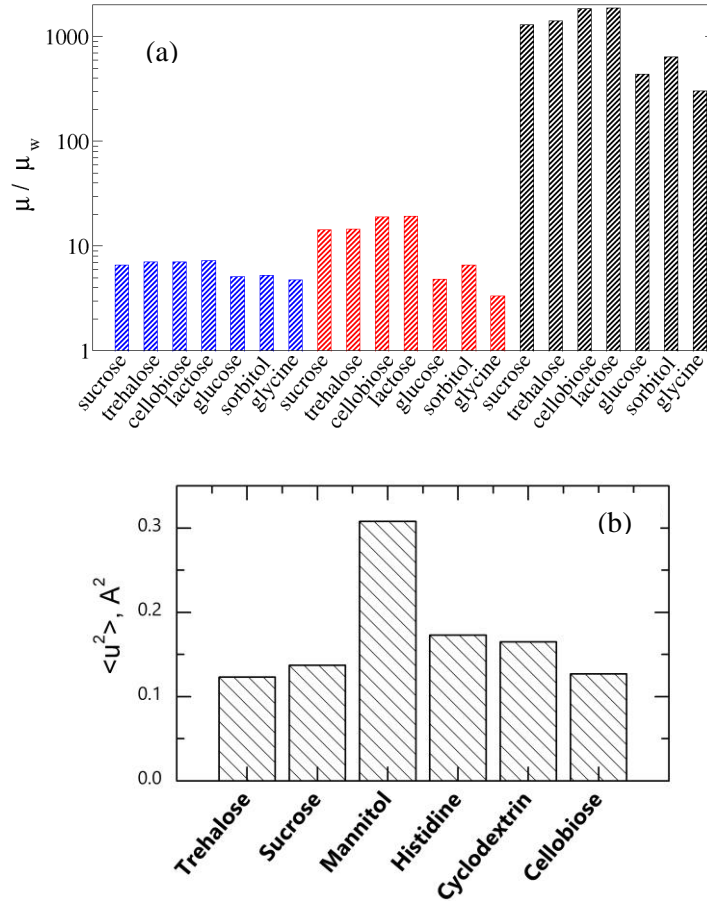 (a)
1000
100
10
1
μ / μw
sucrose
trehalose
cellobiose
lactose
glucose
sorbitol
glycine
sucrose
trehalose
cellobiose
lactose
glucose
sorbitol
glycine
sucrose
trehalose
cellobiose
lactose
glucose
sorbitol
glycine
(b)
0.3
0.2
0.1
0.0
<u²>, A²
Trehalose
Sucrose
Mannitol
Histidine
Cyclodextrin
Cellobiose